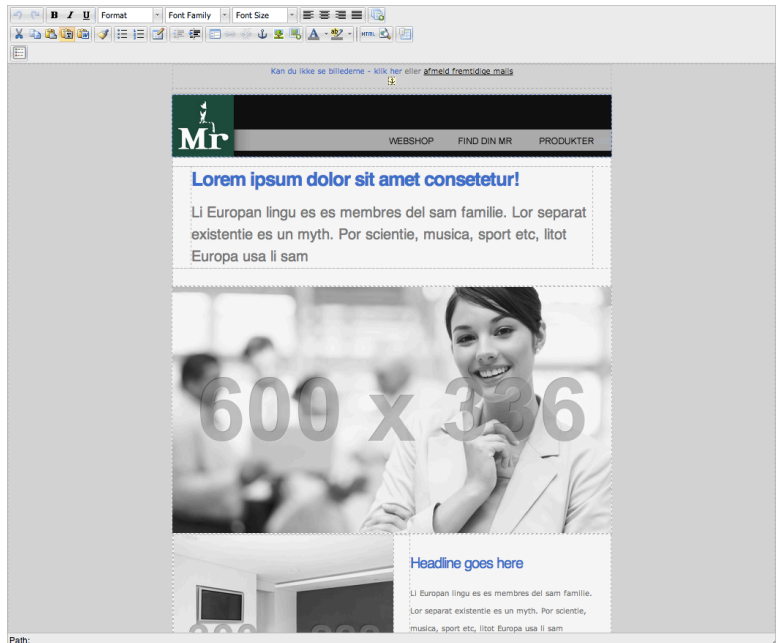 B I U Format Font Family Font Size
HTML
Kan du ikke se billederne - klik her eller afmeld fremtidige mails
Mr
WEBSHOP FIND DIN MR PRODUKTER
Lorem ipsum dolor sit amet consetetur!
Li Europan lingu es es membres del sam familie. Lor separat
existentie es un myth. Por scientie, musica, sport etc, litot
Europa usa li sam
600 x 336
Headline goes here
Li Europan lingu es es membres del sam familie.
Lor separat existentie es un myth. Por scientie,
musica, sport etc, litot Europa usa li sam
Path: